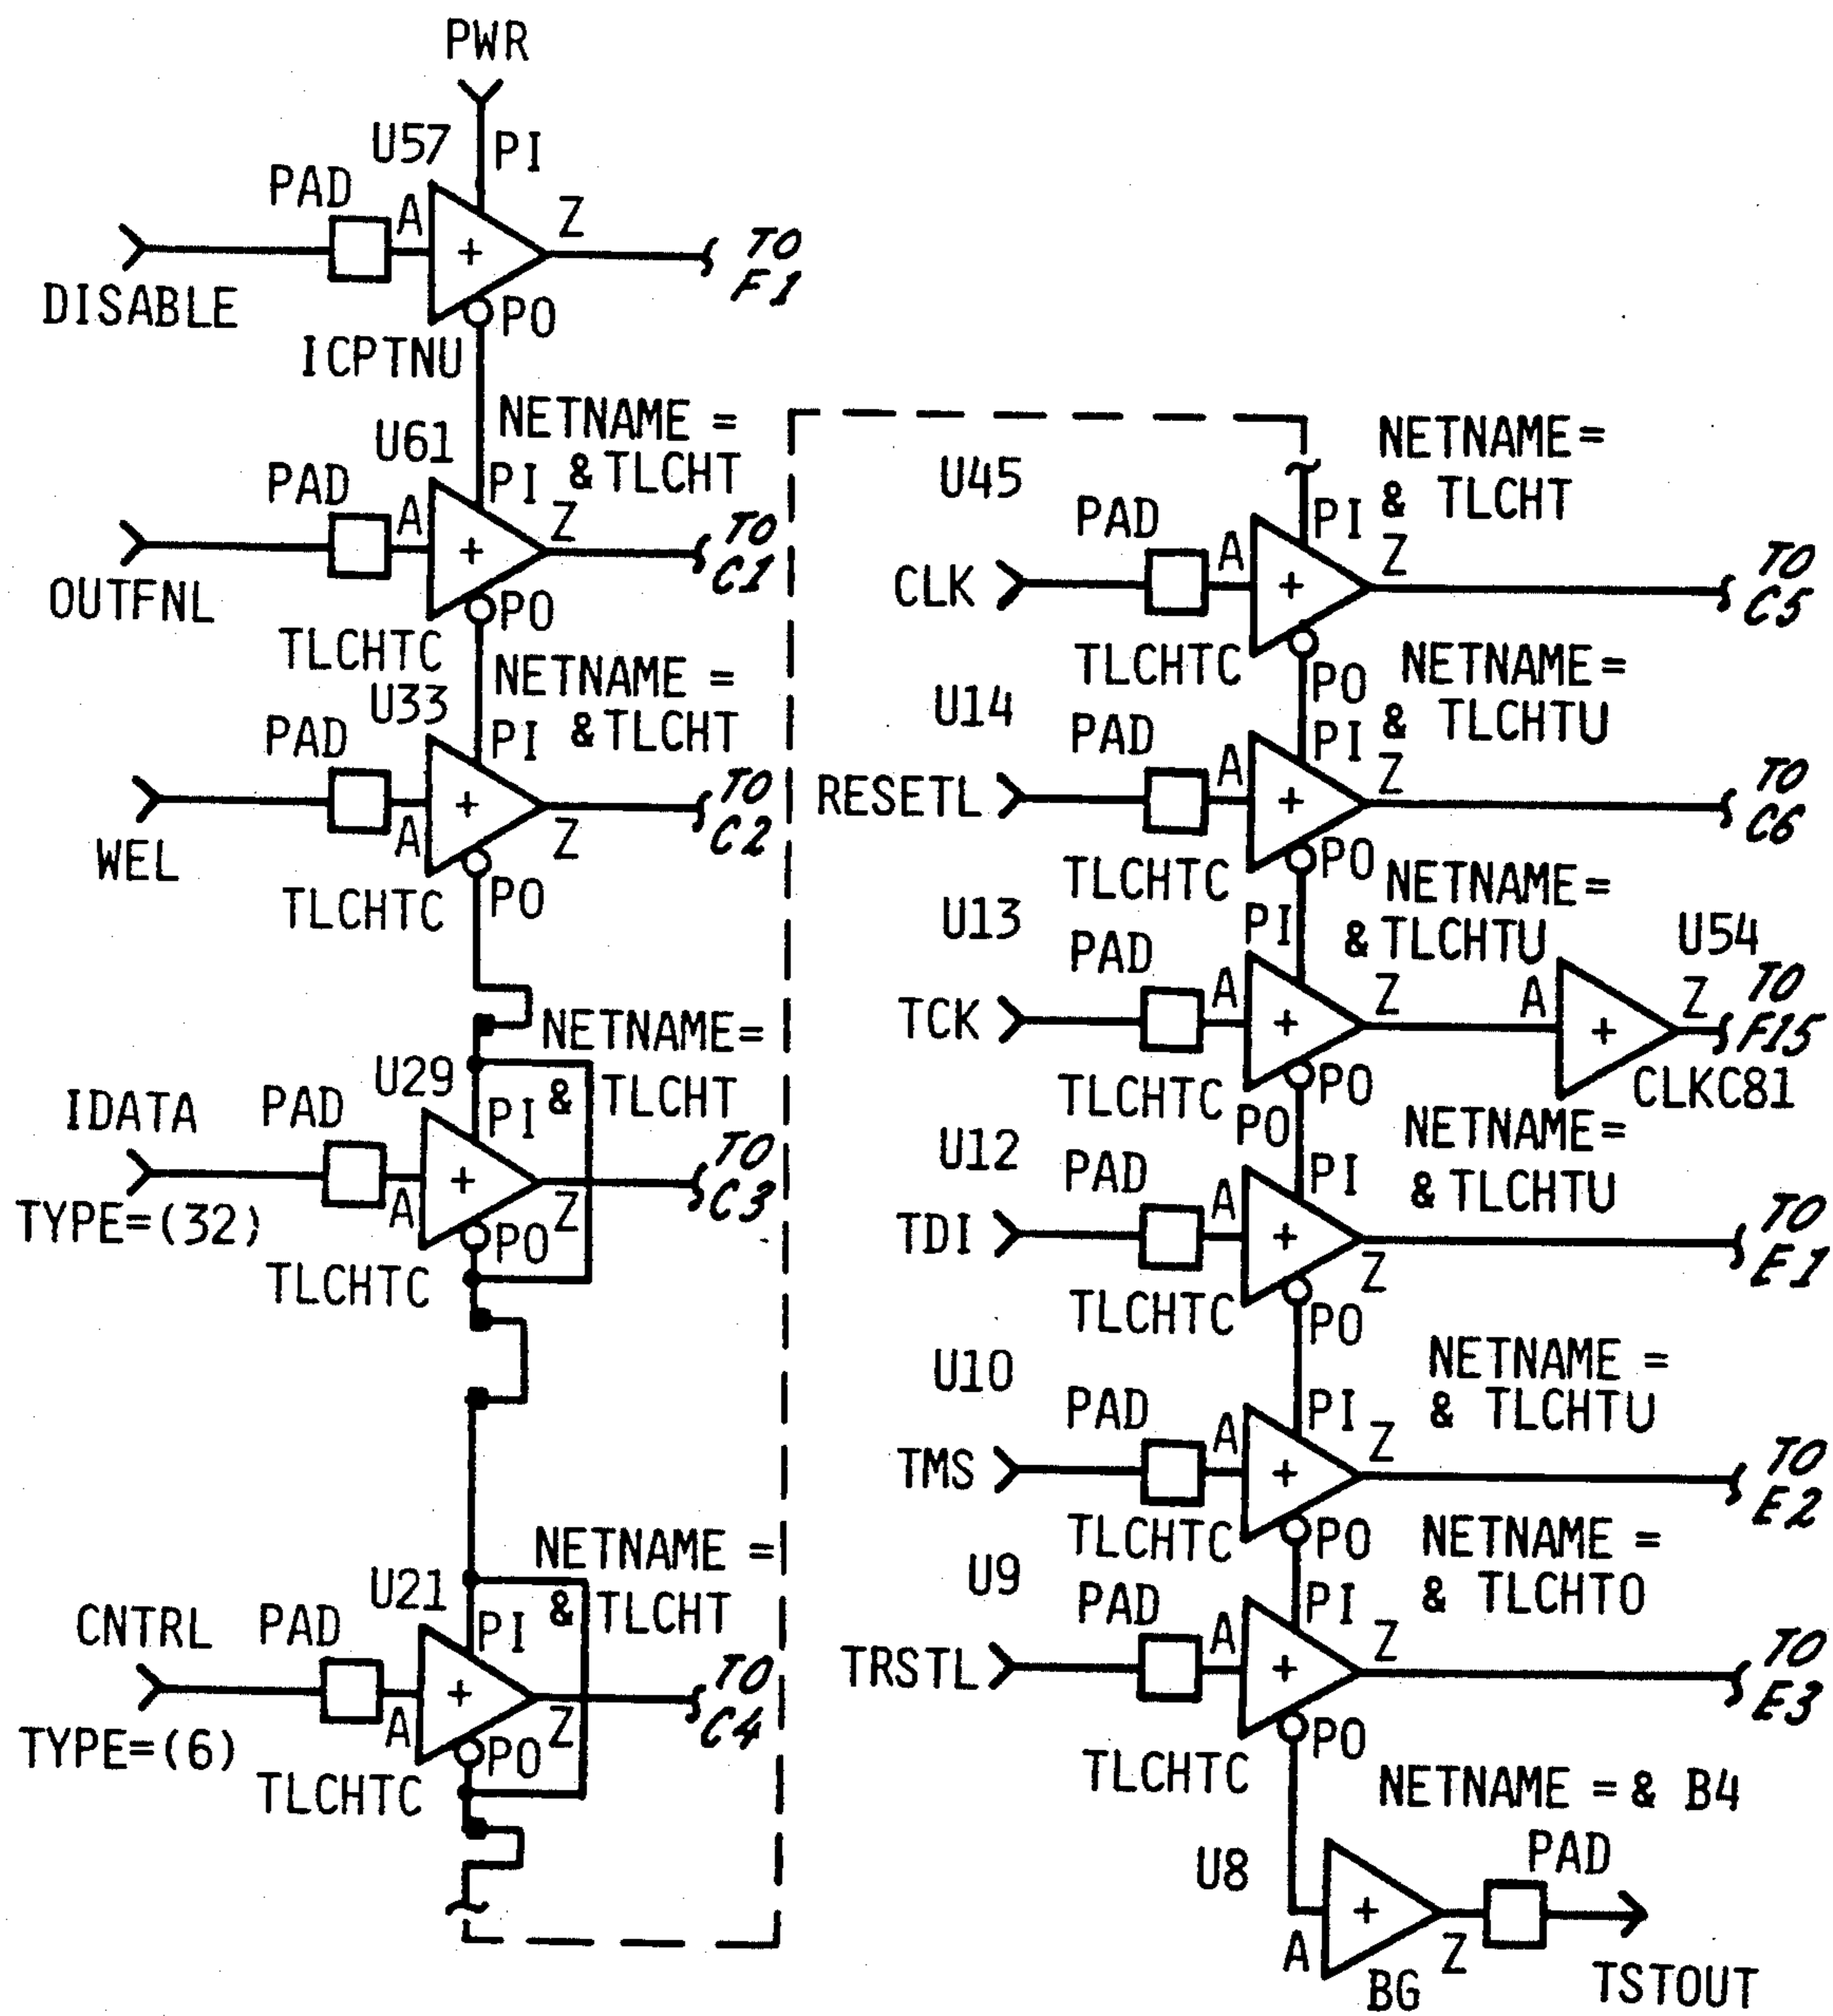 PWR
U57
PI
PAD
A
Z
+
DISABLE
TO
F1
PO
ICPTNU
NETNAME =
& TLCHT
U61
PI
PAD
A
Z
+
OUTFNL
TO
C1
PO
TLCHTC
NETNAME =
& TLCHT
U33
PI
PAD
A
Z
+
WEL
TO
C2
PO
TLCHTC
NETNAME=
& TLCHT
U29
PI
IDATA
PAD
A
Z
+
TYPE=(32)
TO
C3
PO
TLCHTC
NETNAME =
& TLCHT
U21
PI
CNTRL
PAD
A
Z
+
TYPE=(6)
TO
C4
PO
TLCHTC
NETNAME=
& TLCHT
U45
PI
PAD
A
Z
CLK
+
TO
C5
TLCHTC
PO
NETNAME=
& TLCHTU
U14
PI
PAD
A
Z
RESETL
+
TO
C6
TLCHTC
PO
NETNAME=
& TLCHTU
U13
PI
PAD
A
Z
TCK
+
A
+
U54
Z
TO
F15
CLKC81
TLCHTC
PO
PO
NETNAME=
& TLCHTU
U12
PI
PAD
A
TDI
+
Z
TO
E1
TLCHTC
PO
NETNAME =
& TLCHTU
U10
PI
PAD
A
Z
TMS
+
TO
E2
TLCHTC
PO
NETNAME =
& TLCHTO
U9
PI
PAD
A
Z
TRSTL
+
TO
E3
TLCHTC
PO
NETNAME = & B4
PAD
U8
+
A
Z
BG
TSTOUT